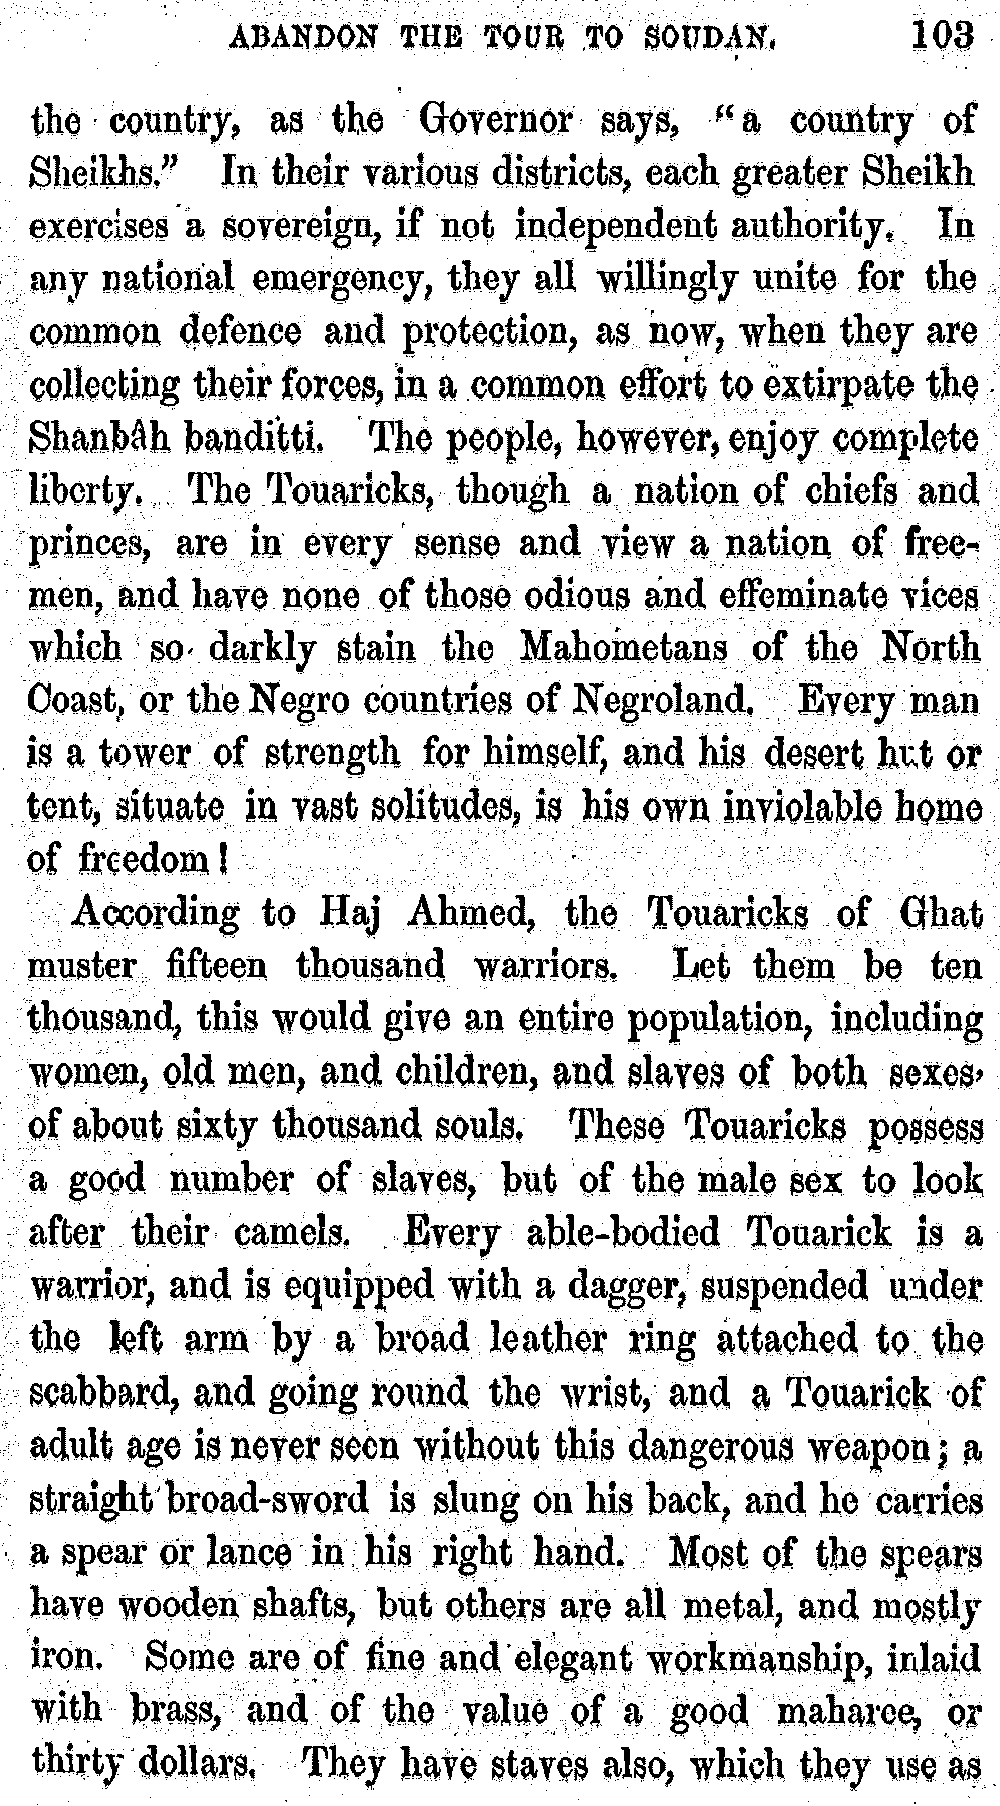 ABANDON THE TOUR TO SOUDAN. 103
the country, as the Governor says, “a country of
Sheikhs.” In their various districts, each greater Sheikh
exercises a sovereign, if not independent authority. In
any national emergency, they all willingly unite for the
common defence and protection, as now, when they are
collecting their forces, in a common effort to extirpate the
Shanbâh banditti. The people, however, enjoy complete
liberty. The Touaricks, though a nation of chiefs and
princes, are in every sense and view a nation of free-
men, and have none of those odious and effeminate vices
which so darkly stain the Mahometans of the North
Coast, or the Negro countries of Negroland. Every man
is a tower of strength for himself, and his desert hut or
tent, situate in vast solitudes, is his own inviolable home
of freedom!
According to Haj Ahmed, the Touaricks of Ghat
muster fifteen thousand warriors. Let them be ten
thousand, this would give an entire population, including
women, old men, and children, and slaves of both sexes,
of about sixty thousand souls. These Touaricks possess
a good number of slaves, but of the male sex to look
after their camels. Every able-bodied Touarick is a
warrior, and is equipped with a dagger, suspended under
the left arm by a broad leather ring attached to the
scabbard, and going round the wrist, and a Touarick of
adult age is never seen without this dangerous weapon; a
straight broad-sword is slung on his back, and he carries
a spear or lance in his right hand. Most of the spears
have wooden shafts, but others are all metal, and mostly
iron. Some are of fine and elegant workmanship, inlaid
with brass, and of the value of a good maharee, or
thirty dollars. They have staves also, which they use as